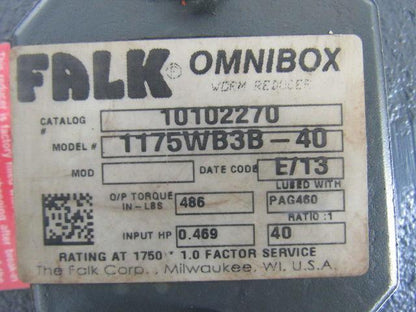 FALK OMNIBOX
WORM REDUCER
CATALOG # 10102270
MODEL # 1175WB3B-40
MOD DATE CODE E/13
LUBED WITH
O/P TORQUE IN-LBS 486 PAG460
RATIO :1
INPUT HP 0.469 40
RATING AT 1750 * 1.0 FACTOR SERVICE
The Falk Corp., Milwaukee, WI, U.S.A.